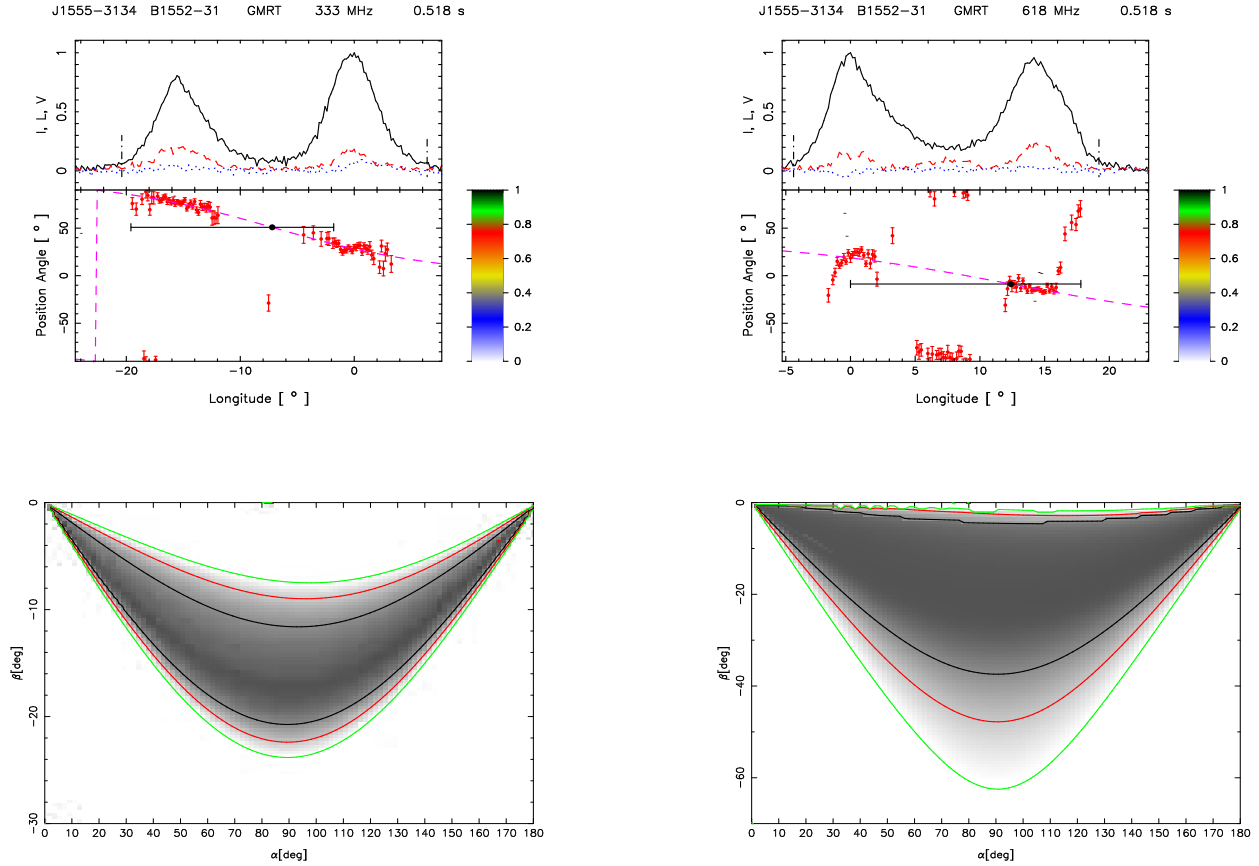 J1555-3134 B1552-31 GMRT 333 MHz 0.518 s
1
0.5
0
I, L, V
50
0
-50
Position Angle [ ° ]
-20 -10 0
Longitude [ ° ]
1
0.8
0.6
0.4
0.2
0
J1555-3134 B1552-31 GMRT 618 MHz 0.518 s
1
0.5
0
I, L, V
50
0
-50
Position Angle [ ° ]
-5 0 5 10 15 20
Longitude [ ° ]
1
0.8
0.6
0.4
0.2
0
0
-10
-20
-30
β[deg]
0 10 20 30 40 50 60 70 80 90 100 110 120 130 140 150 160 170 180
α[deg]
0
-20
-40
-60
β[deg]
0 10 20 30 40 50 60 70 80 90 100 110 120 130 140 150 160 170 180
α[deg]